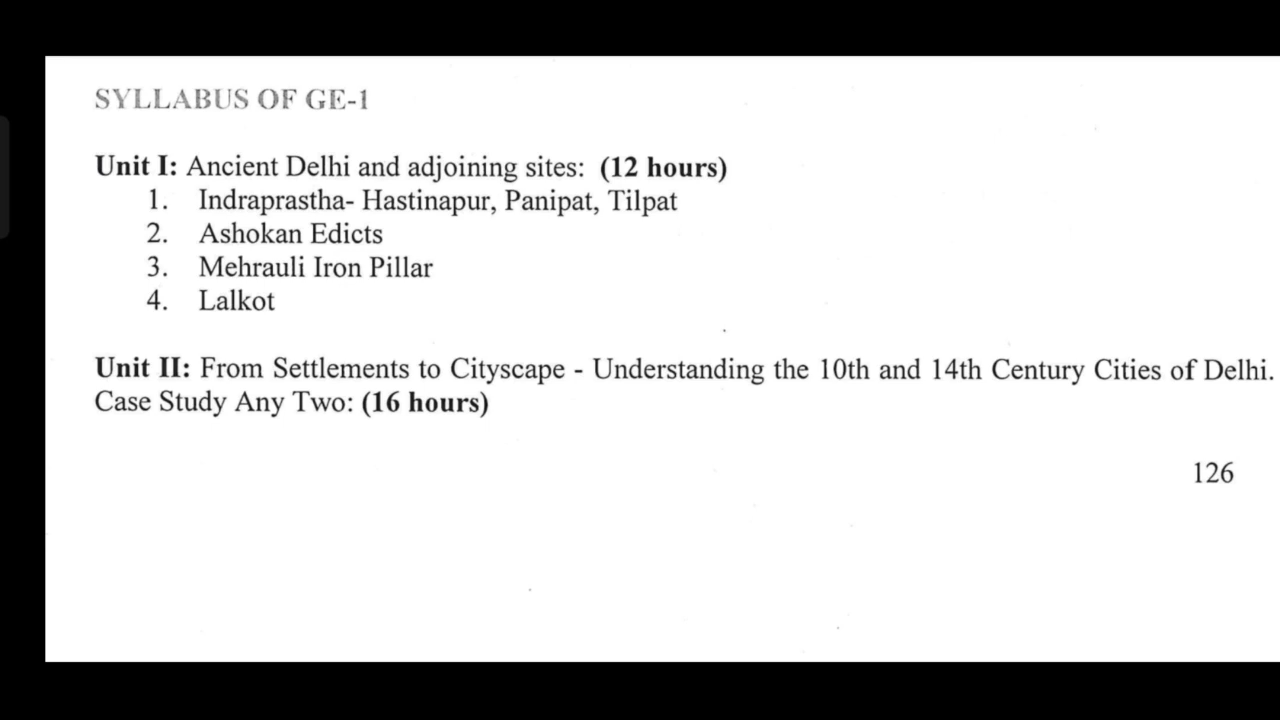 SYLLABUS OF GE-1
Unit I: Ancient Delhi and adjoining sites: (12 hours)
1. Indraprastha- Hastinapur, Panipat, Tilpat
2. Ashokan Edicts
3. Mehrauli Iron Pillar
4. Lalkot
Unit II: From Settlements to Cityscape - Understanding the 10th and 14th Century Cities of Delhi.
Case Study Any Two: (16 hours)
126